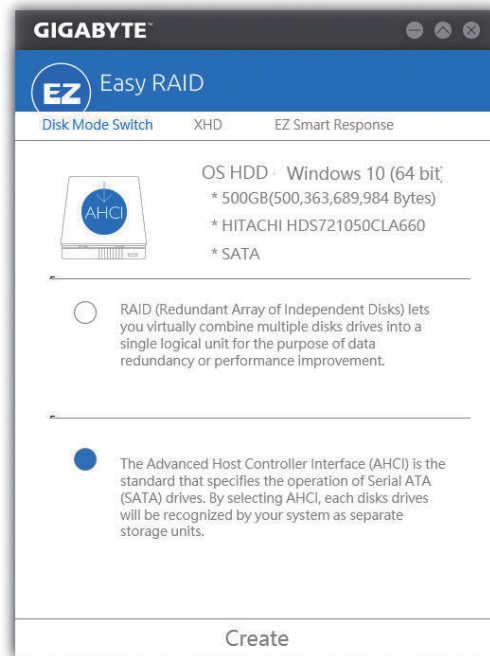 GIGABYTE™
EZ Easy RAID
Disk Mode Switch XHD EZ Smart Response
OS HDD · Windows 10 (64 bit)
* 500GB(500,363,689,984 Bytes)
AHCI
* HITACHI HDS721050CLA660
* SATA
RAID (Redundant Array of Independent Disks) lets
you virtually combine multiple disks drives into a
single logical unit for the purpose of data
redundancy or performance improvement.
The Advanced Host Controller Interface (AHCI) is the
standard that specifies the operation of Serial ATA
(SATA) drives. By selecting AHCI, each disks drives
will be recognized by your system as separate
storage units.
Create